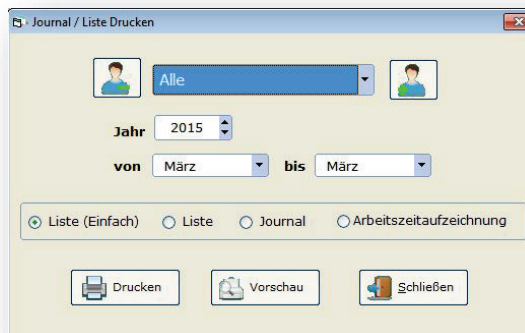 Journal / Liste Drucken
Alle
Jahr 2015
von März bis März
Liste (Einfach) Liste Journal Arbeitszeitaufzeichnung
Drucken Vorschau Schließen